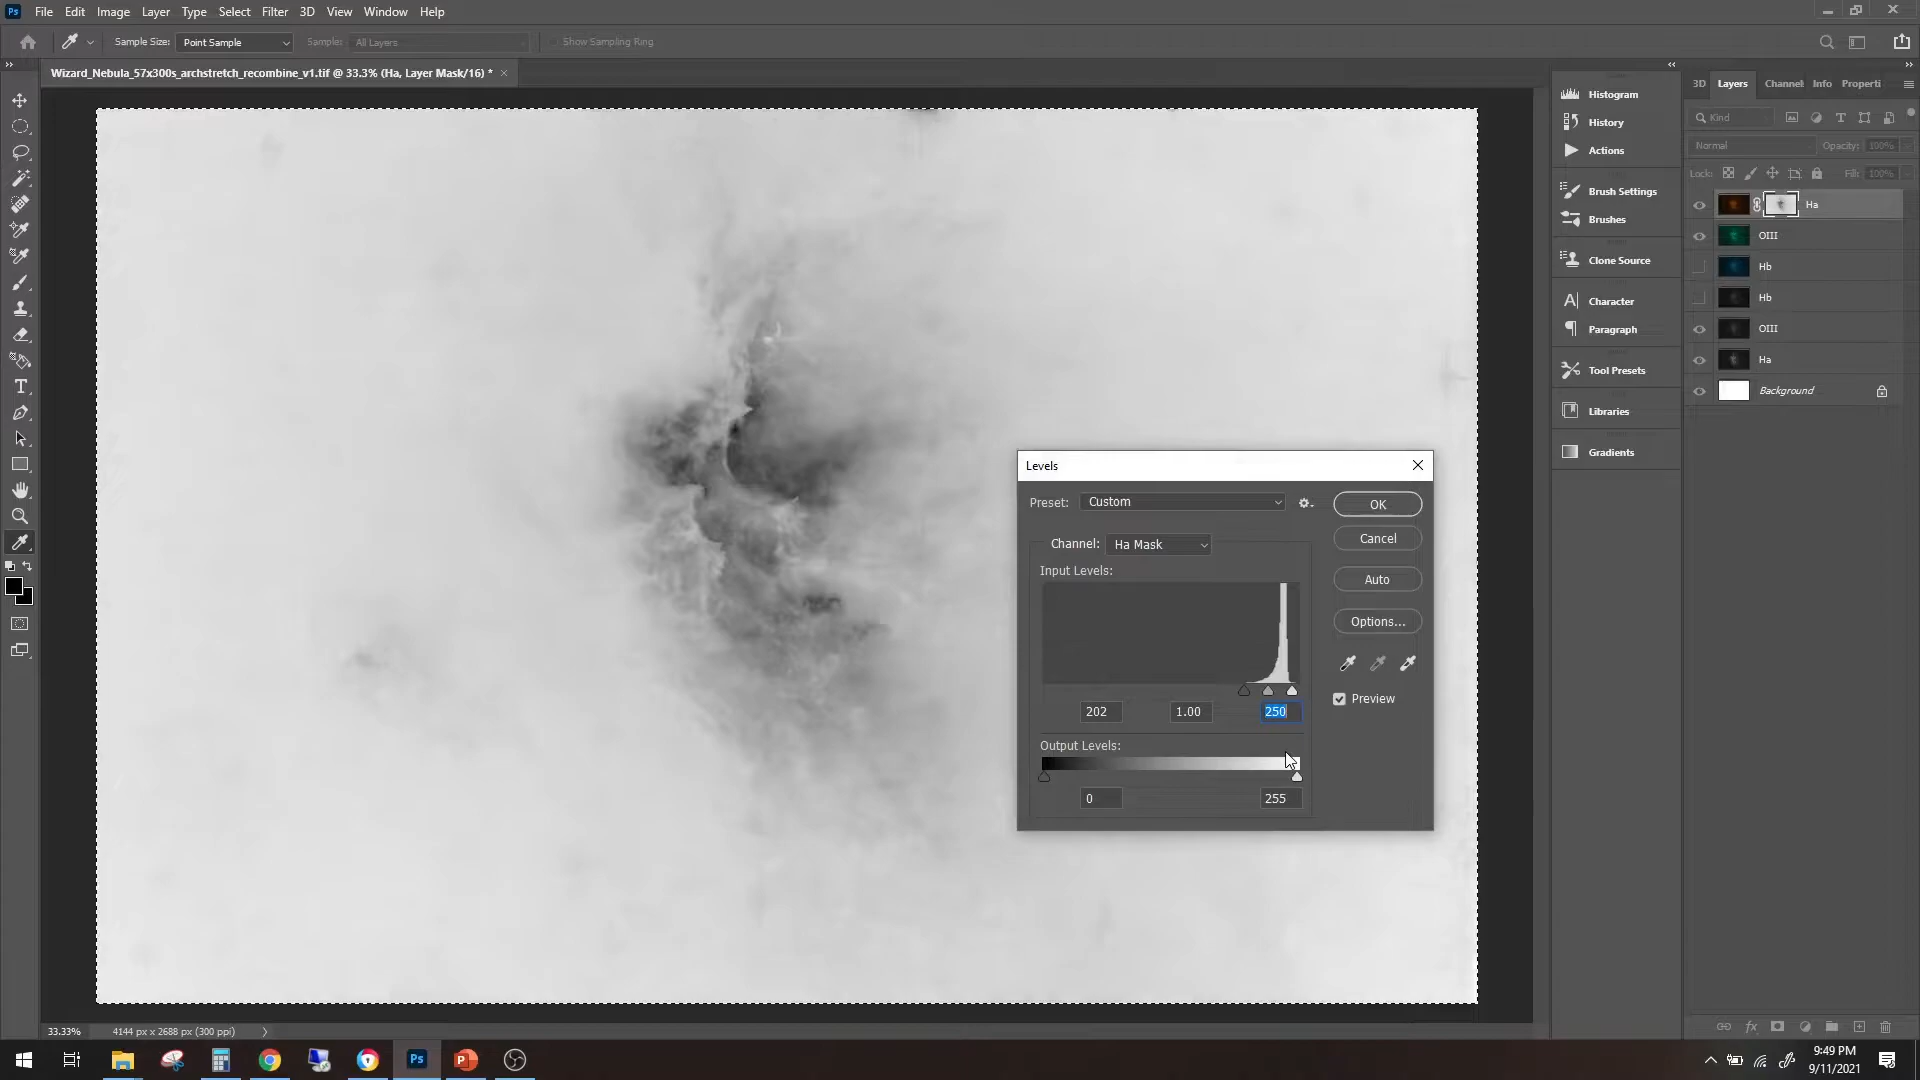 Ps File Edit Image Layer Type Select Filter 3D View Window Help
Sample Size: Point Sample Sample: All Layers Show Sampling Ring
Wizard_Nebula_57x300s_archstretch_recombine_v1.tif @ 33.3% (Ha, Layer Mask/16) *
Histogram
History
Actions
Brush Settings
Brushes
Clone Source
Character
Paragraph
Tool Presets
Libraries
Gradients
3D Layers Channel Info Properti
Kind
Normal Opacity: 100%
Lock: Fill: 100%
Ha
OIII
Hb
Hb
OIII
Ha
Background
Levels
Preset: Custom OK
Channel: Ha Mask Cancel
Input Levels:
Auto
Options...
Preview
202 1.00 250
Output Levels:
0 255
33.33% 4144 px x 2688 px (300 ppi)
Ps P
9:49 PM
9/11/2021